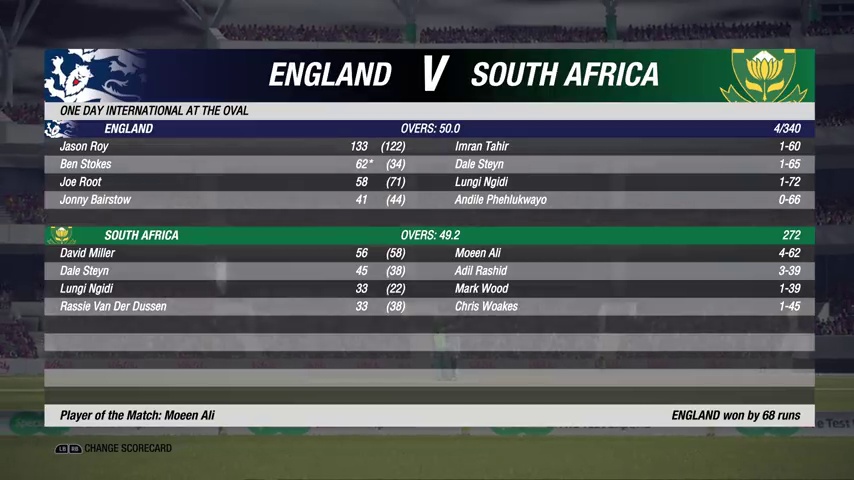 ENGLAND V SOUTH AFRICA
ONE DAY INTERNATIONAL AT THE OVAL
ENGLAND OVERS: 50.0 4/340
Jason Roy 133 (122) Imran Tahir 1-60
Ben Stokes 62* (34) Dale Steyn 1-65
Joe Root 58 (71) Lungi Ngidi 1-72
Jonny Bairstow 41 (44) Andile Phehlukwayo 0-66
SOUTH AFRICA OVERS: 49.2 272
David Miller 56 (58) Moeen Ali 4-62
Dale Steyn 45 (38) Adil Rashid 3-39
Lungi Ngidi 33 (22) Mark Wood 1-39
Rassie Van Der Dussen 33 (38) Chris Woakes 1-45
Player of the Match: Moeen Ali ENGLAND won by 68 runs
LB RB CHANGE SCORECARD